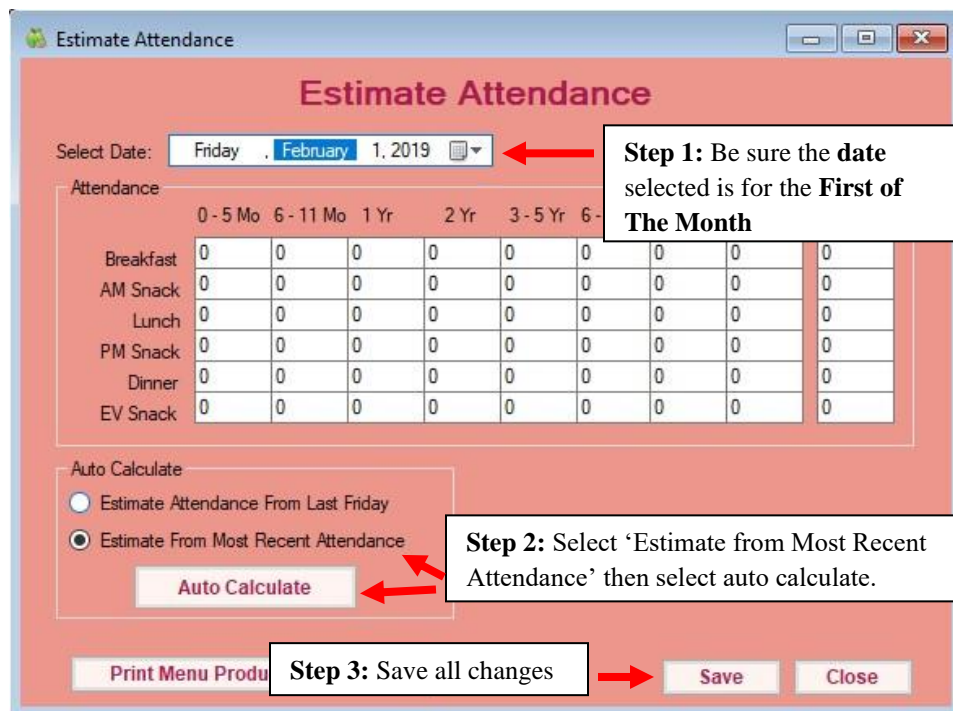 Estimate Attendance
Estimate Attendance
Select Date: Friday , February 1, 2019
Step 1: Be sure the date
selected is for the First of
The Month
Attendance
0 - 5 Mo 6 - 11 Mo 1 Yr 2 Yr 3 - 5 Yr 6 -
Breakfast 0 0 0 0 0 0 0 0 0
AM Snack 0 0 0 0 0 0 0 0 0
Lunch 0 0 0 0 0 0 0 0 0
PM Snack 0 0 0 0 0 0 0 0 0
Dinner 0 0 0 0 0 0 0 0 0
EV Snack 0 0 0 0 0 0 0 0 0
Auto Calculate
Estimate Attendance From Last Friday
Estimate From Most Recent Attendance
Step 2: Select ‘Estimate from Most Recent
Attendance’ then select auto calculate.
Auto Calculate
Print Menu Produ
Step 3: Save all changes
Save
Close